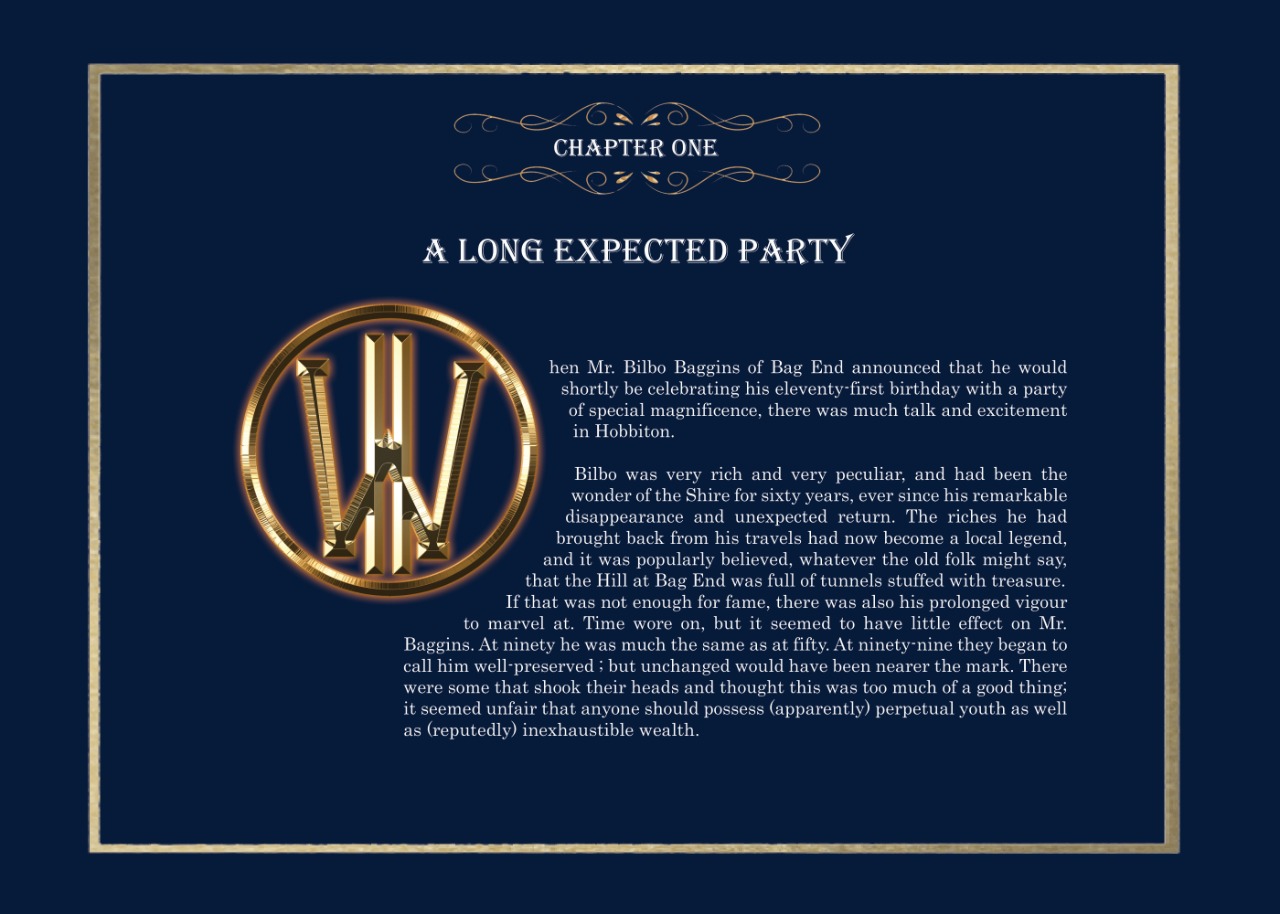 CHAPTER ONE
A LONG EXPECTED PARTY
When Mr. Bilbo Baggins of Bag End announced that he would
shortly be celebrating his eleventy-first birthday with a party
of special magnificence, there was much talk and excitement
in Hobbiton.
Bilbo was very rich and very peculiar, and had been the
wonder of the Shire for sixty years, ever since his remarkable
disappearance and unexpected return. The riches he had
brought back from his travels had now become a local legend,
and it was popularly believed, whatever the old folk might say,
that the Hill at Bag End was full of tunnels stuffed with treasure.
If that was not enough for fame, there was also his prolonged vigour
to marvel at. Time wore on, but it seemed to have little effect on Mr.
Baggins. At ninety he was much the same as at fifty. At ninety-nine they began to
call him well-preserved ; but unchanged would have been nearer the mark. There
were some that shook their heads and thought this was too much of a good thing;
it seemed unfair that anyone should possess (apparently) perpetual youth as well
as (reputedly) inexhaustible wealth.